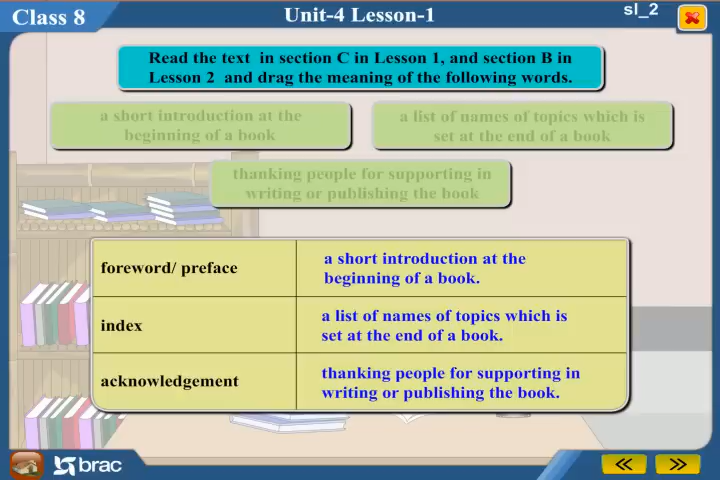 Class 8
Unit-4 Lesson-1
sl_2
Read the text in section C in Lesson 1, and section B in
Lesson 2 and drag the meaning of the following words.
a short introduction at the
beginning of a book
a list of names of topics which is
set at the end of a book
thanking people for supporting in
writing or publishing the book
foreword/ preface
a short introduction at the
beginning of a book.
index
a list of names of topics which is
set at the end of a book.
acknowledgement
thanking people for supporting in
writing or publishing the book.
brac